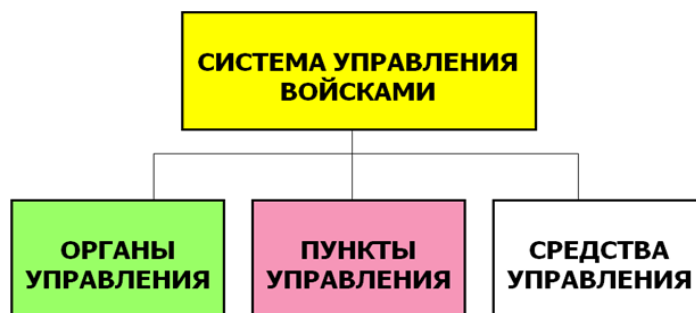 СИСТЕМА УПРАВЛЕНИЯ
ВОЙСКАМИ
ОРГАНЫ
УПРАВЛЕНИЯ
ПУНКТЫ
УПРАВЛЕНИЯ
СРЕДСТВА
УПРАВЛЕНИЯ